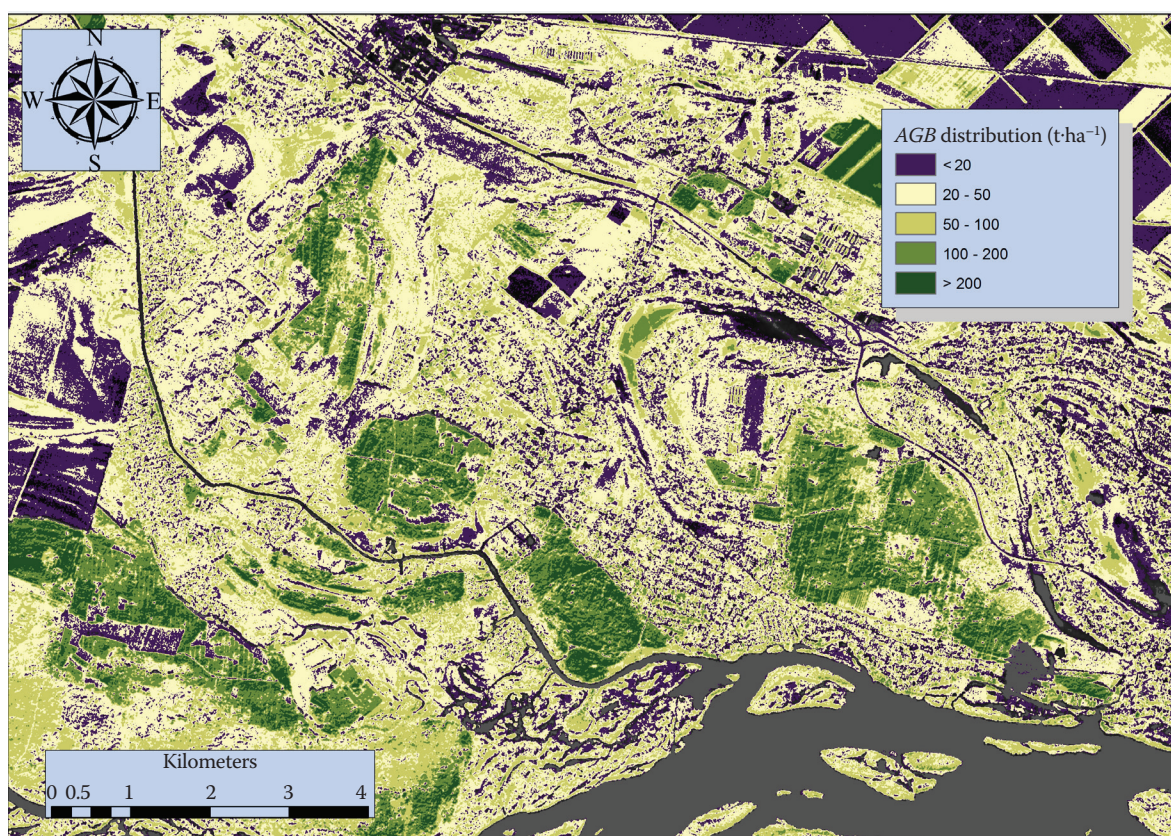 N
W E
S
AGB distribution (t·ha⁻¹)
< 20
20 - 50
50 - 100
100 - 200
> 200
Kilometers
0 0.5 1 2 3 4